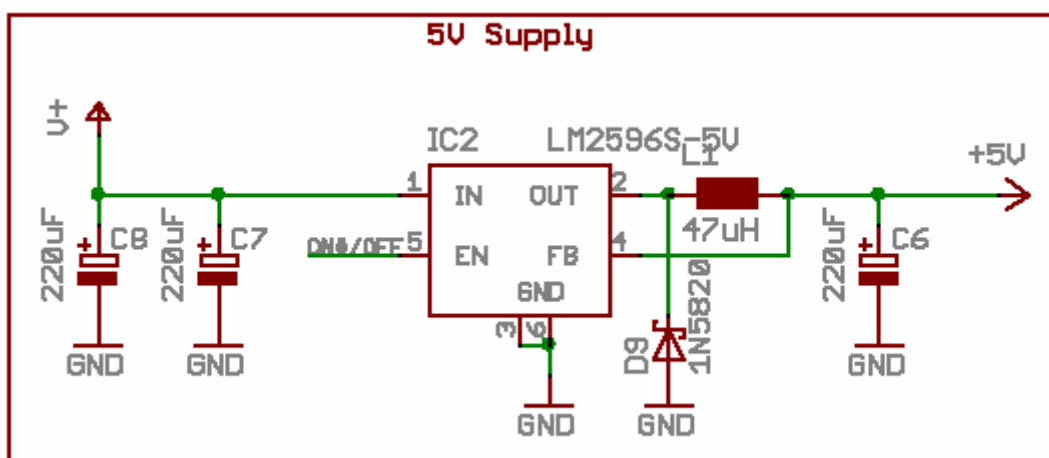 5V Supply
V+
IC2
LM2596S-5V
L1
+5V
1
IN
OUT
2
220uF
C8
220uF
C7
ON#/OFF
5
EN
FB
4
47uH
220uF
C6
GND
3
6
D9
1N5820
GND
GND
GND
GND
GND